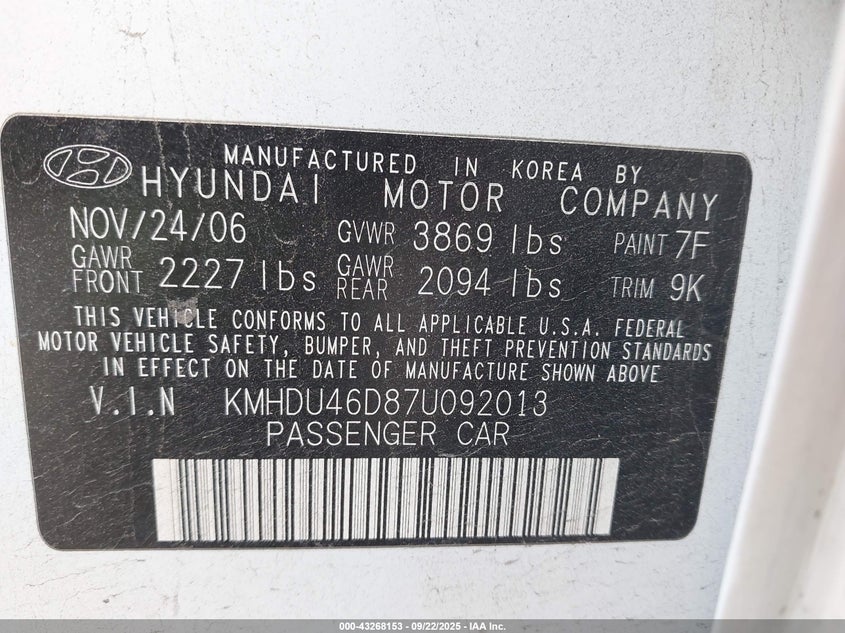 MANUFACTURED IN KOREA BY
HYUNDAI MOTOR COMPANY
NOV/24/06 GVWR 3869 lbs PAINT 7F
GAWR FRONT 2227 lbs GAWR REAR 2094 lbs TRIM 9K
THIS VEHICLE CONFORMS TO ALL APPLICABLE U.S.A. FEDERAL
MOTOR VEHICLE SAFETY, BUMPER, AND THEFT PREVENTION STANDARDS
IN EFFECT ON THE DATE OF MANUFACTURE SHOWN ABOVE
V.I.N KMHDU46D87U092013
PASSENGER CAR
000-43268153 - 09/22/2025 - IAA Inc.